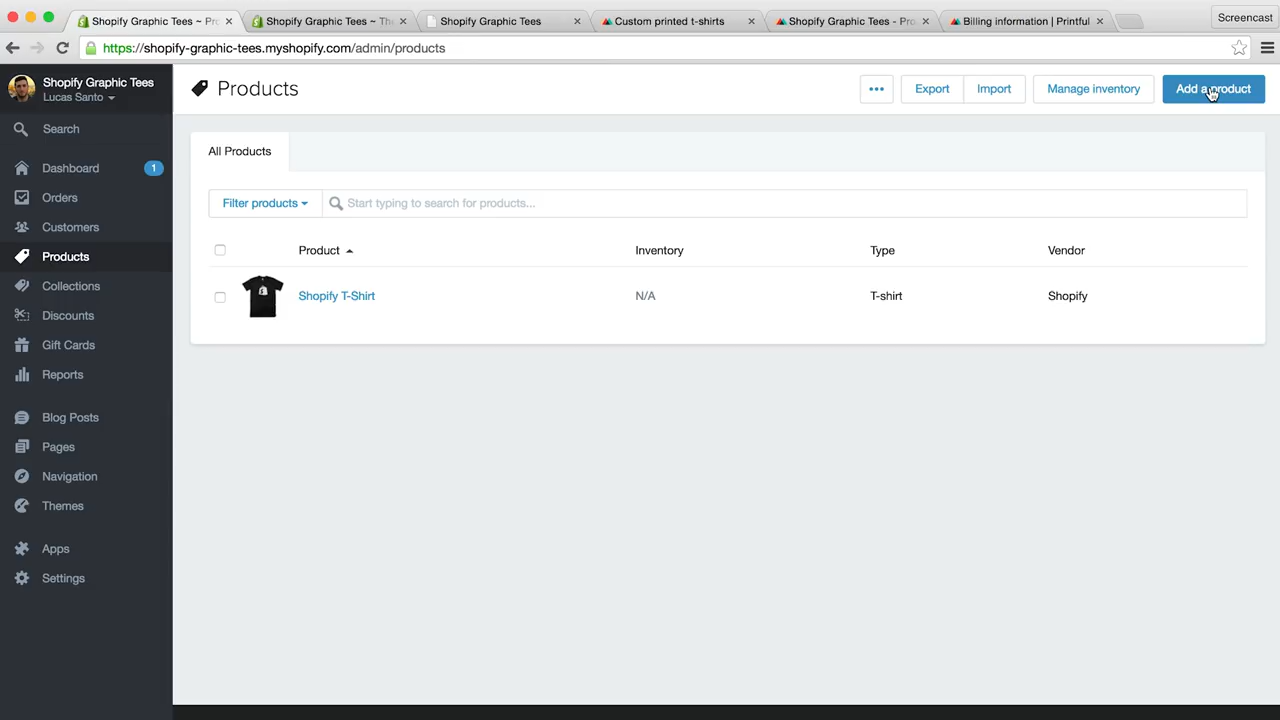 Shopify Graphic Tees ~ Pro
Shopify Graphic Tees ~ The
Shopify Graphic Tees
Custom printed t-shirts
Shopify Graphic Tees - Pro
Billing information | Printful
Screencast
https://shopify-graphic-tees.myshopify.com/admin/products
Shopify Graphic Tees
Lucas Santo
Products
Export
Import
Manage inventory
Add a product
Search
Dashboard
1
Orders
Customers
Products
Collections
Discounts
Gift Cards
Reports
Blog Posts
Pages
Navigation
Themes
Apps
Settings
All Products
Filter products
Start typing to search for products...
Product Inventory Type Vendor
Shopify T-Shirt N/A T-shirt Shopify